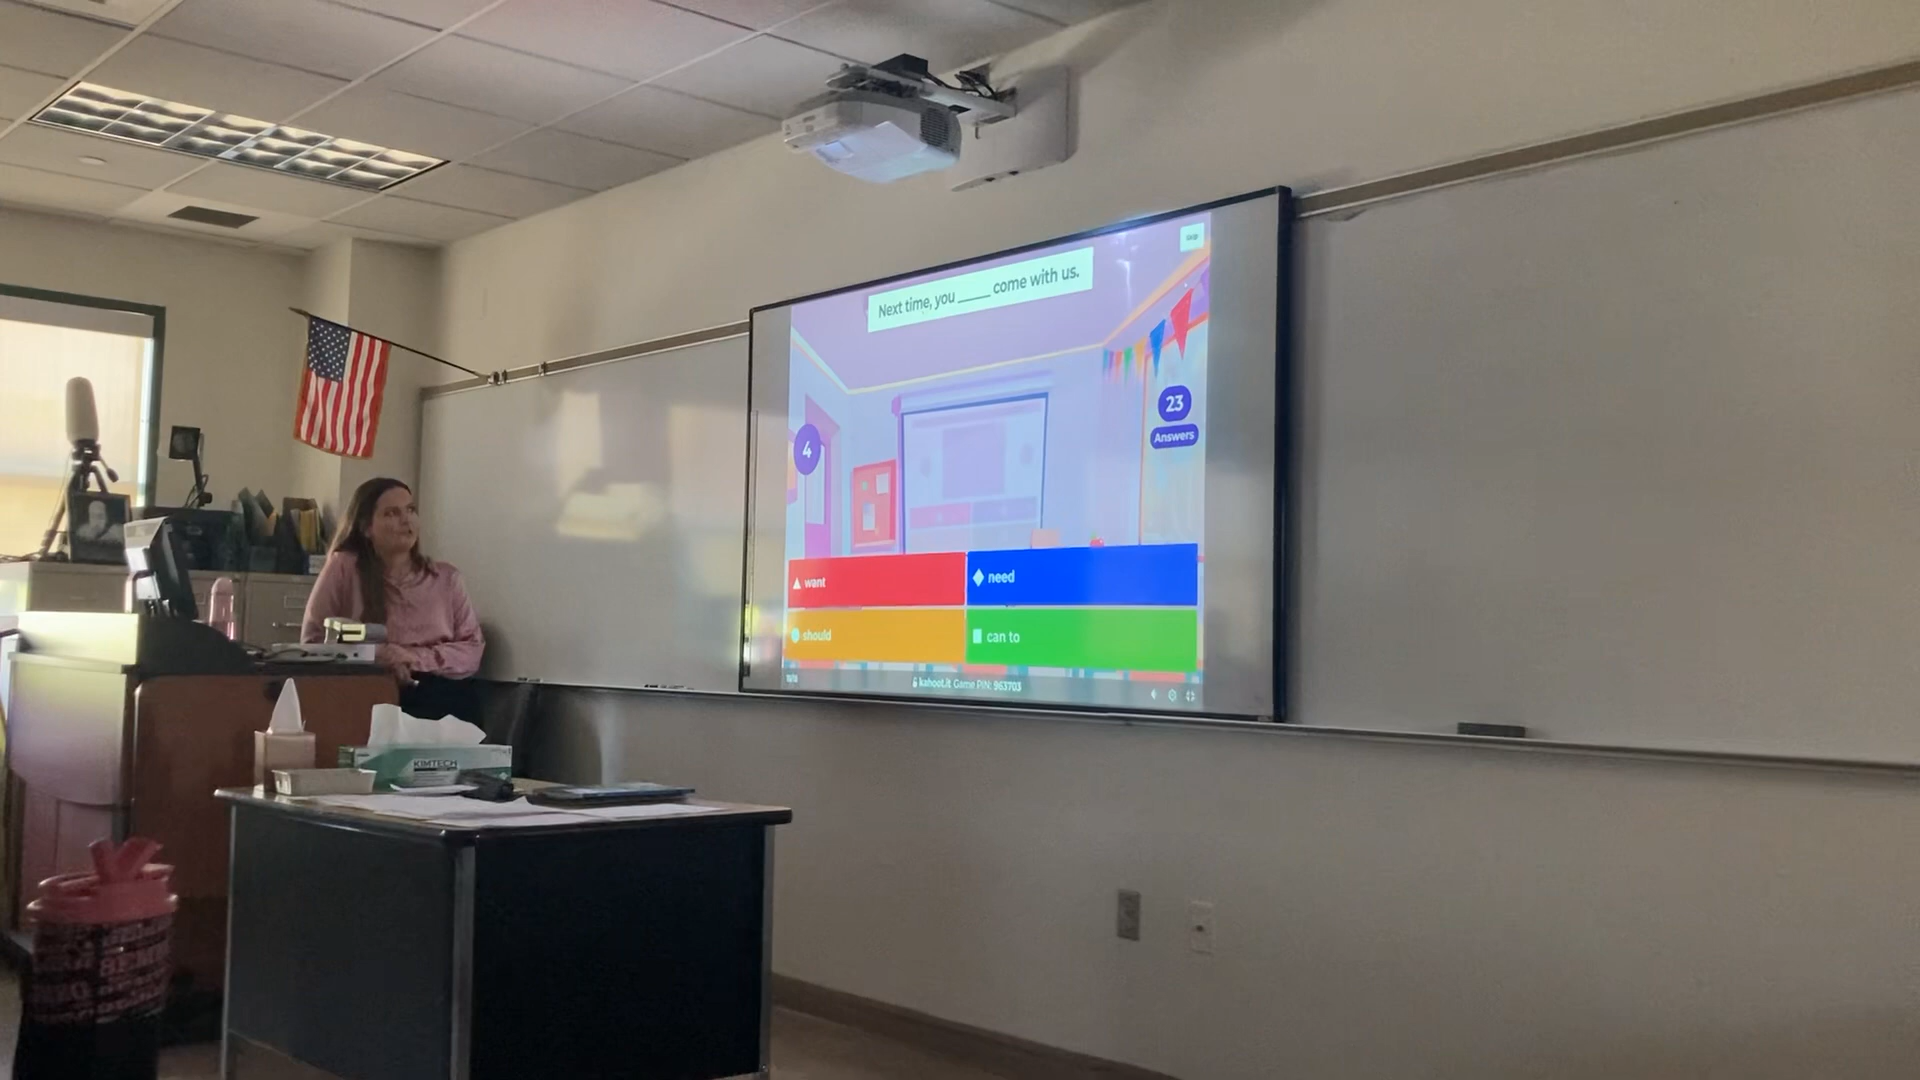 Next time, you _____ come with us.
Skip
4
23
Answers
want
need
should
can to
kahoot.it Game PIN: 963703
KIMTECH